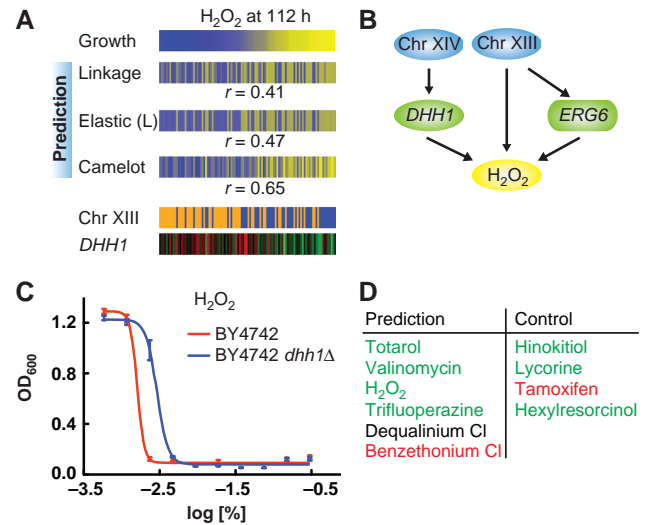 A
H₂O₂ at 112 h
Growth
Prediction
Linkage
r = 0.41
Elastic (L)
r = 0.47
Camelot
r = 0.65
Chr XIII
DHH1
B
Chr XIV
Chr XIII
DHH1
ERG6
H₂O₂
C
H₂O₂
BY4742
BY4742 dhh1Δ
OD₆₀₀
1.2
0.8
0.4
0.0
−3.5
−2.5
−1.5
−0.5
log [%]
D
Prediction
Control
Totarol
Hinokitiol
Valinomycin
Lycorine
H₂O₂
Tamoxifen
Trifluoperazine
Hexylresorcinol
Dequalinium Cl
Benzethonium Cl